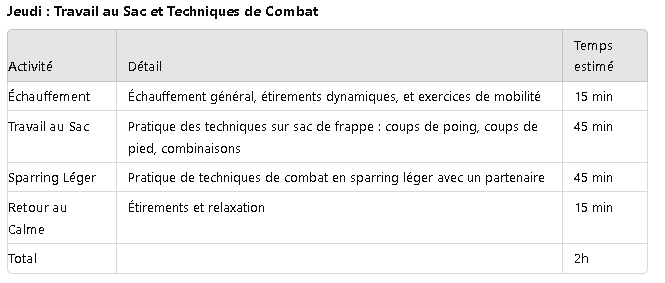 Jeudi : Travail au Sac et Techniques de Combat
Activité Détail Temps estimé
Échauffement Échauffement général, étirements dynamiques, et exercices de mobilité 15 min
Travail au Sac Pratique des techniques sur sac de frappe : coups de poing, coups de
pied, combinaisons 45 min
Sparring Léger Pratique de techniques de combat en sparring léger avec un partenaire 45 min
Retour au
Calme Étirements et relaxation 15 min
Total 2h